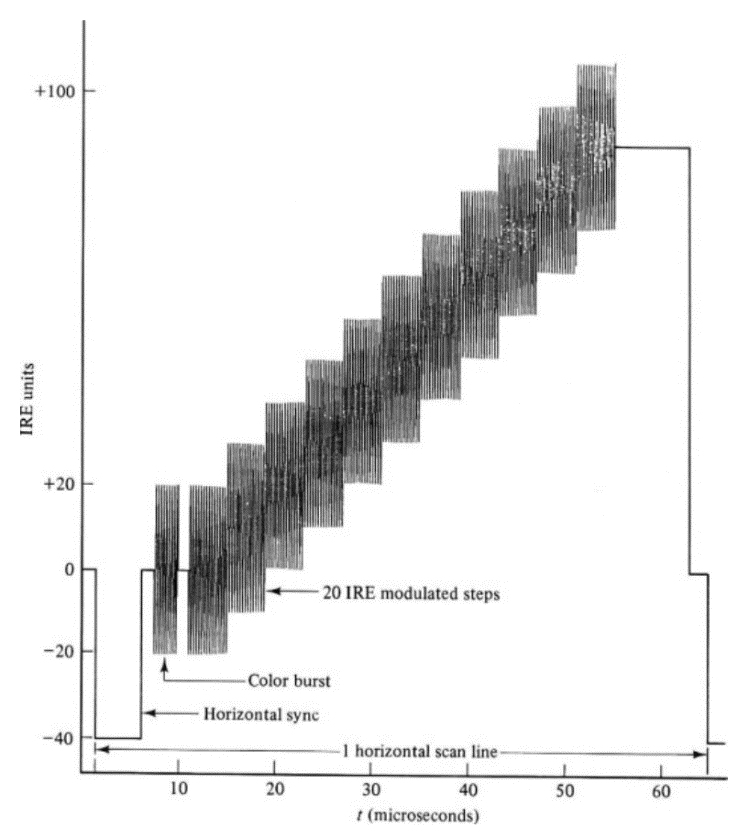 +100
IRE units
+20
0
20 IRE modulated steps
−20
Color burst
Horizontal sync
−40
1 horizontal scan line
10 20 30 40 50 60
t (microseconds)